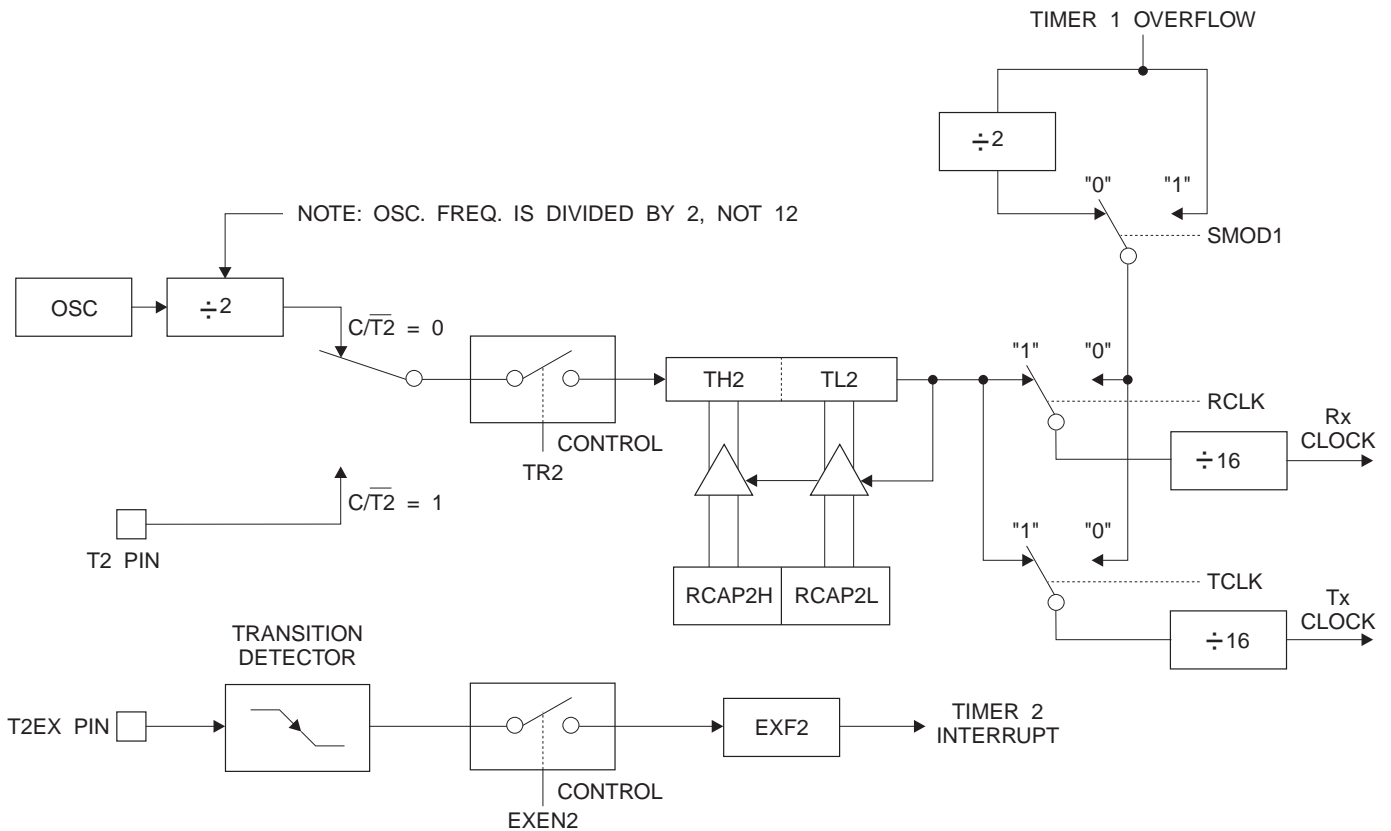 TIMER 1 OVERFLOW
÷2
"0" "1"
NOTE: OSC. FREQ. IS DIVIDED BY 2, NOT 12
SMOD1
OSC
÷2
C/T2̅ = 0
"1" "0"
TH2 TL2
RCLK
Rx
CLOCK
CONTROL
TR2
÷16
C/T2̅ = 1
T2 PIN
"1" "0"
TCLK
RCAP2H RCAP2L
Tx
CLOCK
÷16
TRANSITION
DETECTOR
T2EX PIN
EXF2
TIMER 2
INTERRUPT
CONTROL
EXEN2